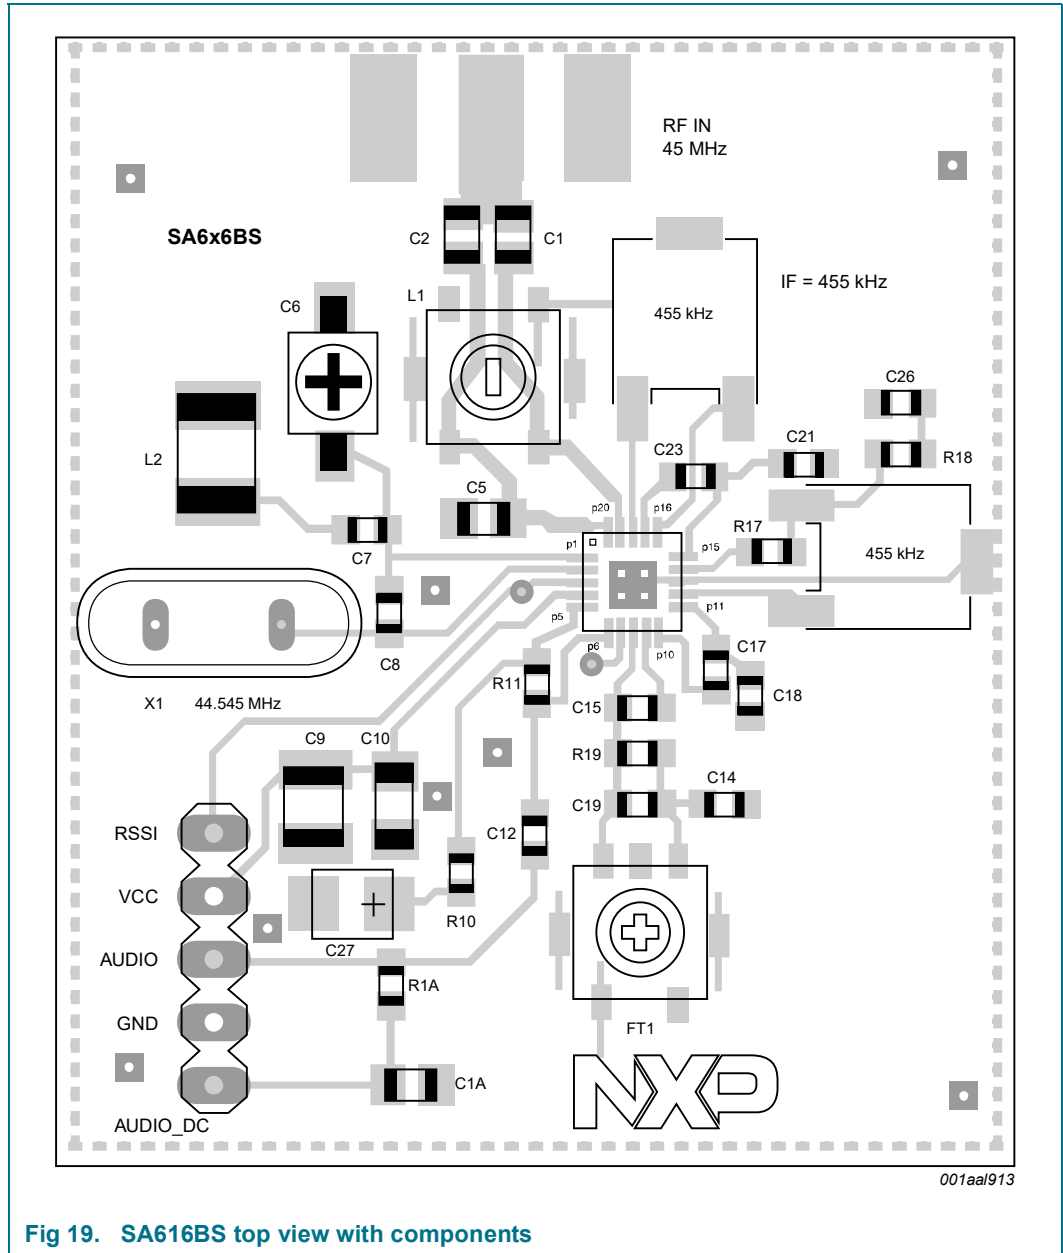 RF IN
45 MHz
SA6x6BS
C2
C1
IF = 455 kHz
L1
C6
455 kHz
C26
C21
C23
R18
L2
C5
p20
p16
R17
p1
p15
455 kHz
C7
p11
p5
p6
p10
C17
C8
R11
C18
X1
44.545 MHz
C15
C9
C10
R19
C14
C19
RSSI
C12
VCC
R10
C27
AUDIO
R1A
GND
FT1
C1A
NXP
AUDIO_DC
001aal913
Fig 19. SA616BS top view with components